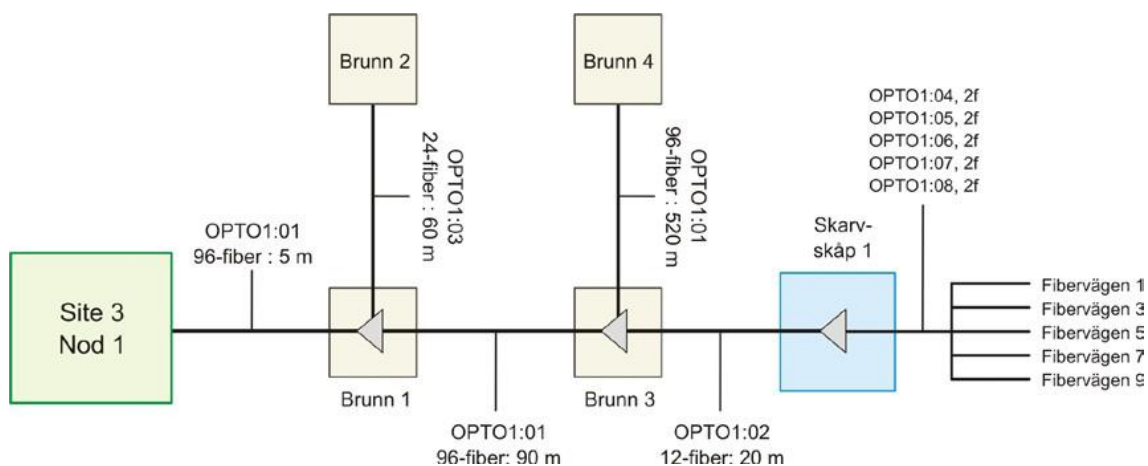 Brunn 2
Brunn 4
OPTO1:04, 2f
OPTO1:05, 2f
OPTO1:06, 2f
OPTO1:07, 2f
OPTO1:08, 2f
OPTO1:03
24-fiber : 60 m
OPTO1:01
96-fiber : 520 m
OPTO1:01
96-fiber : 5 m
Skarv-
skåp 1
Site 3
Nod 1
Fibervägen 1
Fibervägen 3
Fibervägen 5
Fibervägen 7
Fibervägen 9
Brunn 1
Brunn 3
OPTO1:01
96-fiber: 90 m
OPTO1:02
12-fiber: 20 m